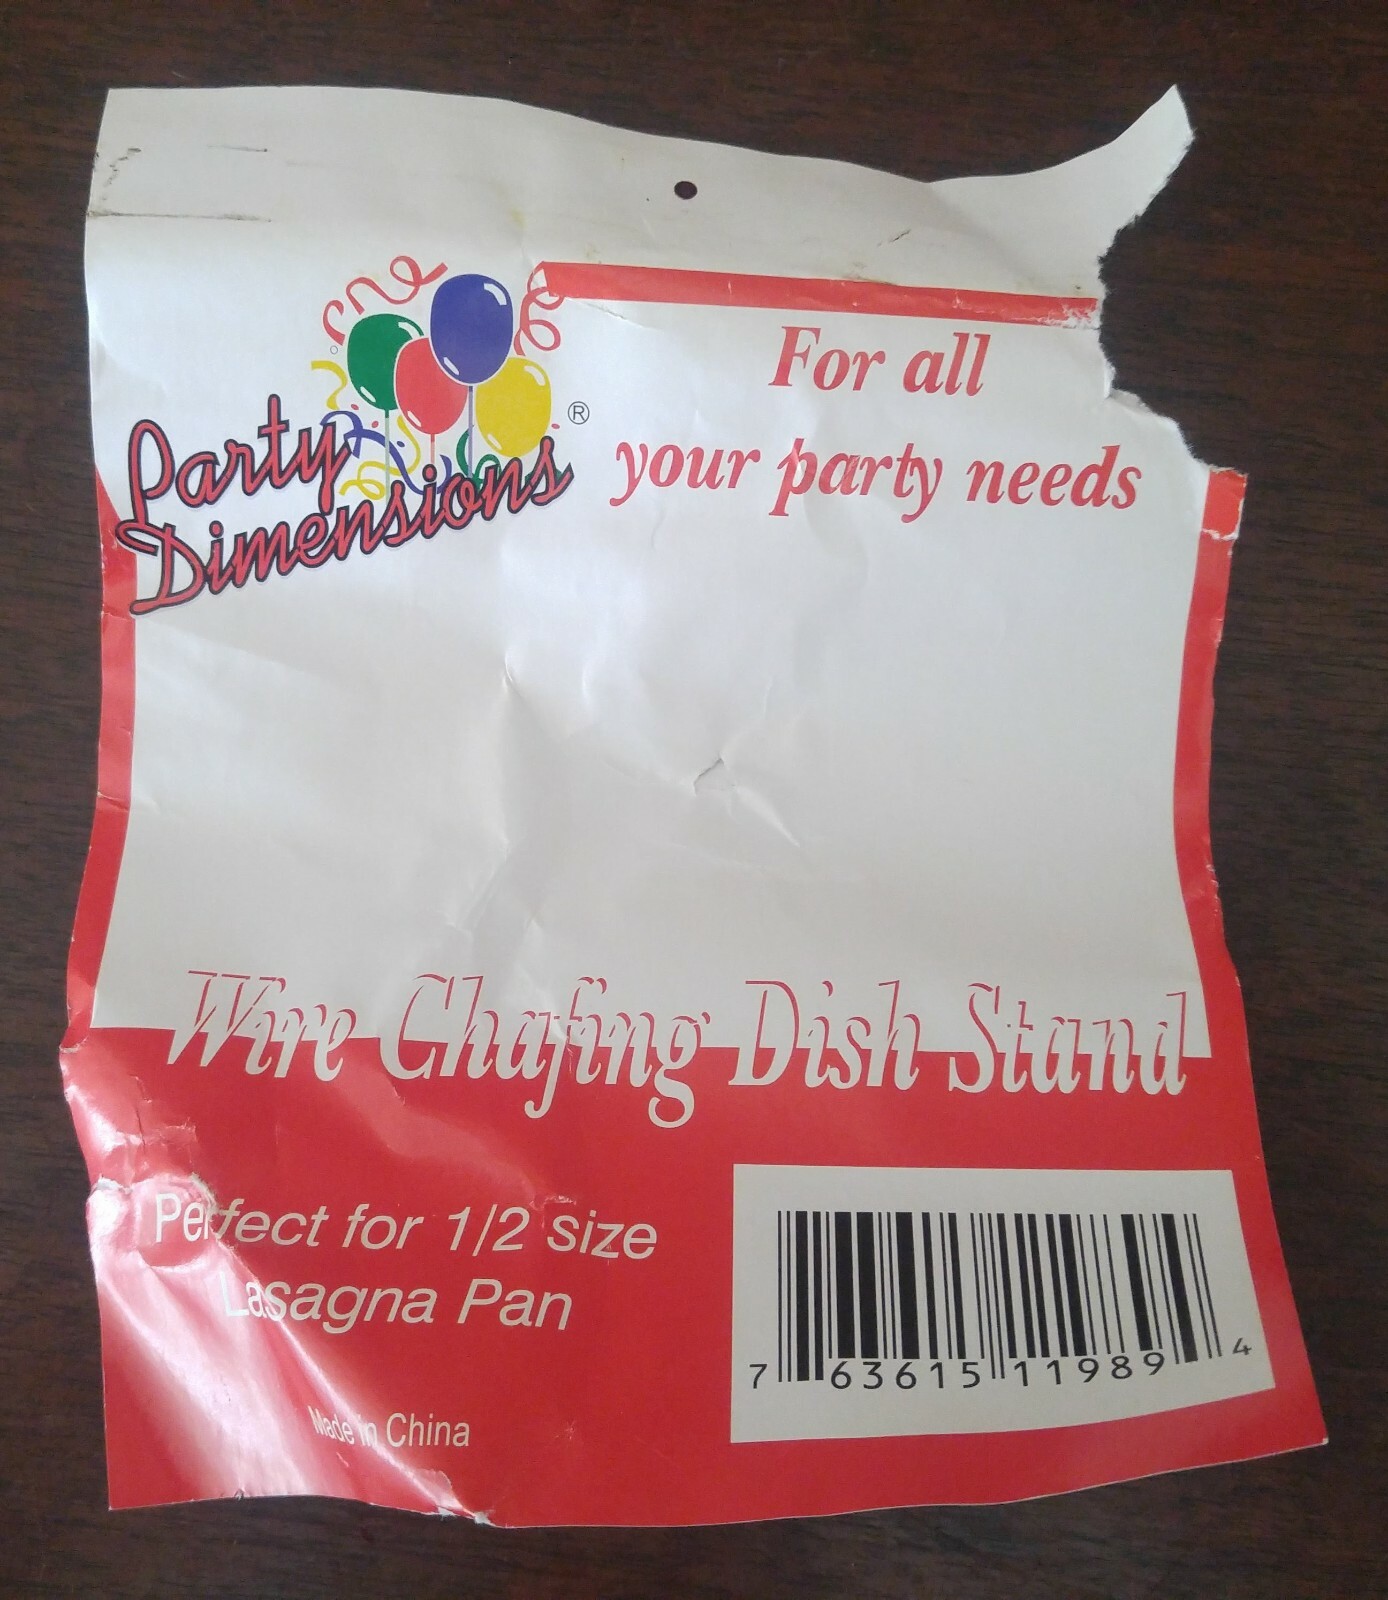 Party
Dimensions®
For all
your party needs
Wire Chafing Dish Stand
Perfect for 1/2 size
Lasagna Pan
Made in China
7 63615 11989 4